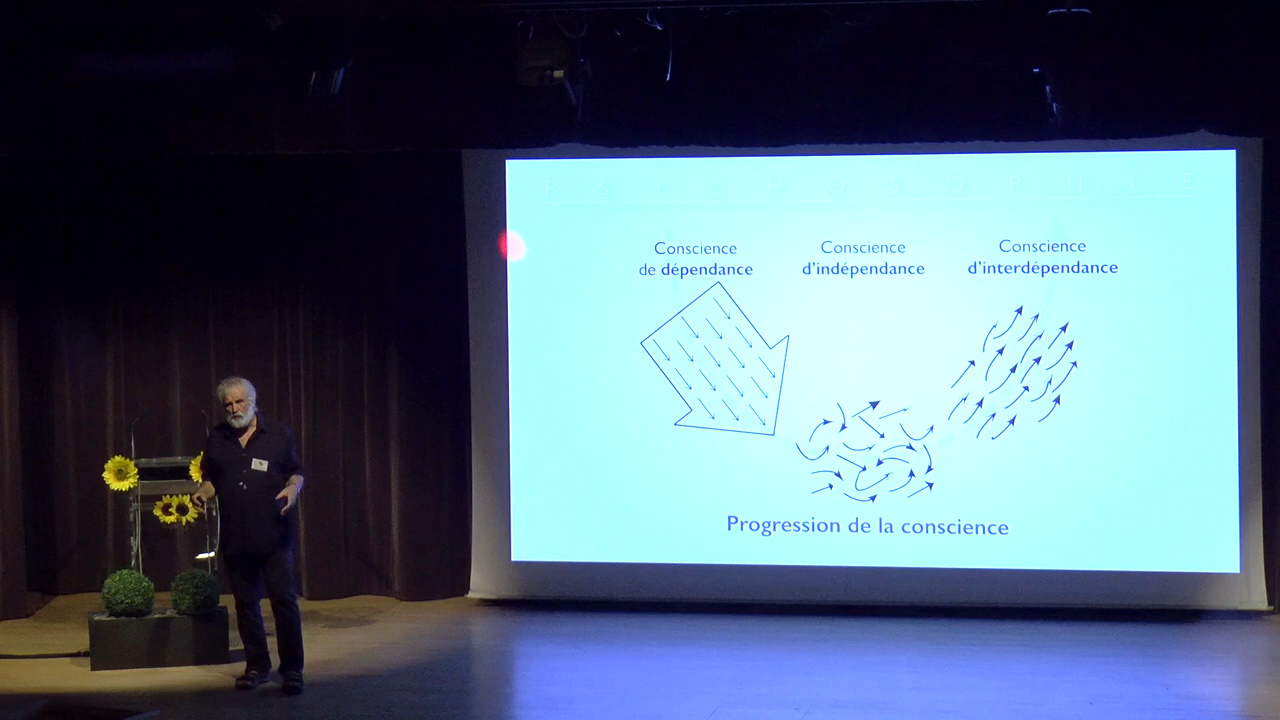 P S Y C H O S O P H I E
Conscience
de dépendance
Conscience
d'indépendance
Conscience
d'interdépendance
Progression de la conscience